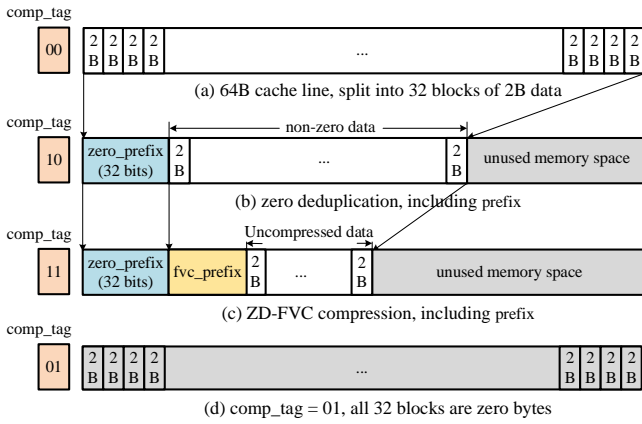 comp_tag
00
2 2 2 2 2 2 2 2
B B B B ... B B B B
(a) 64B cache line, split into 32 blocks of 2B data
comp_tag
non-zero data
10
zero_prefix
(32 bits)
2
B
...
2
B
unused memory space
(b) zero deduplication, including prefix
comp_tag
Uncompressed data
11
zero_prefix
(32 bits)
fvc_prefix
2
B
...
2
B
unused memory space
(c) ZD-FVC compression, including prefix
comp_tag
01
2 2 2 2 2 2 2 2
B B B B ... B B B B
(d) comp_tag = 01, all 32 blocks are zero bytes